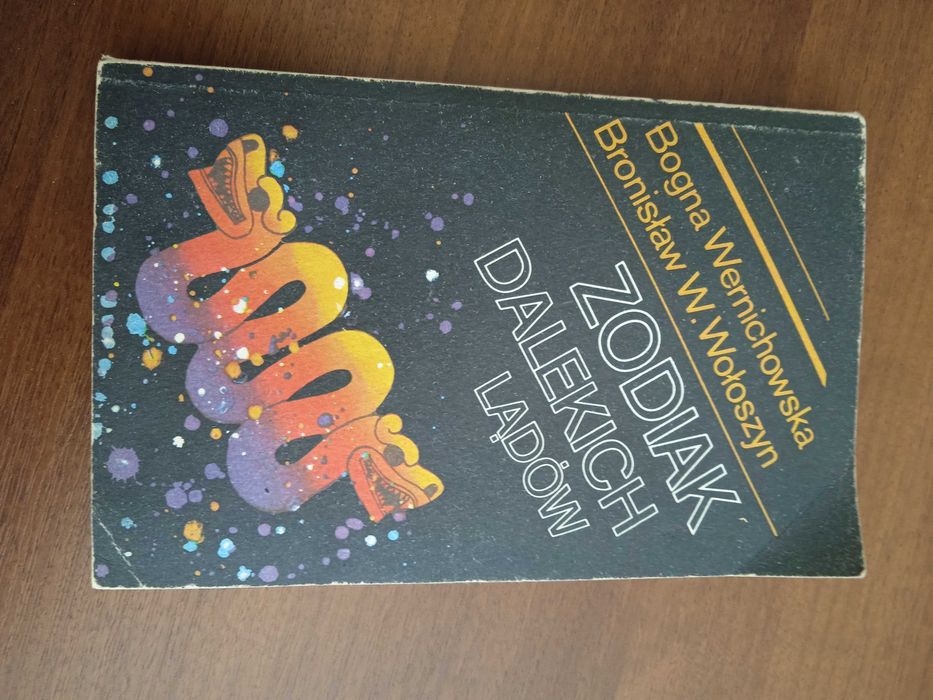 Bogna Wernichowska
Bronisław W. Wołoszyn
ZODIAK
DALEKICH
LĄDÓW